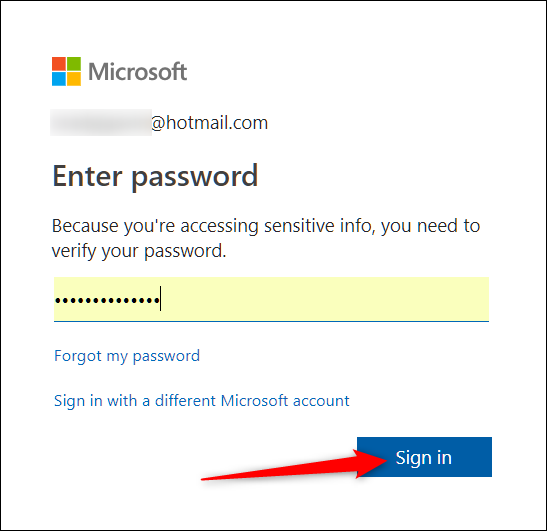 Microsoft
@hotmail.com
Enter password
Because you're accessing sensitive info, you need to
verify your password.
••••••••••••••
Forgot my password
Sign in with a different Microsoft account
Sign in